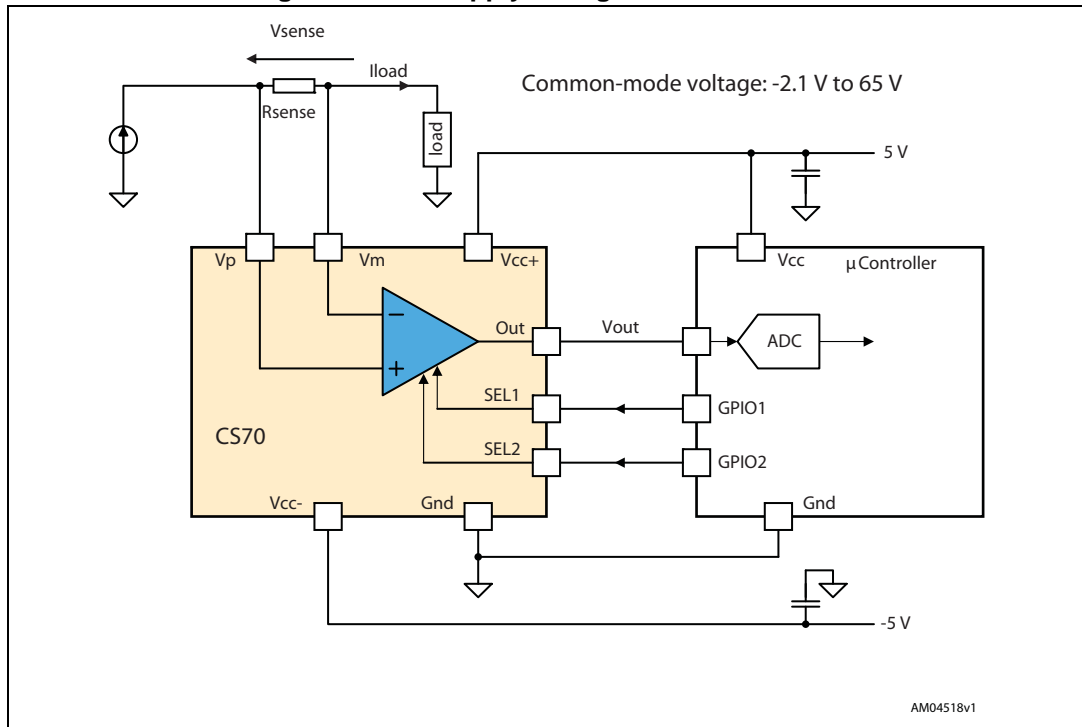 Vsense
Iload
Common-mode voltage: -2.1 V to 65 V
Rsense
load
5 V
Vp
Vm
Vcc+
Vcc
µ Controller
−
Out
Vout
ADC
+
SEL1
GPIO1
CS70
SEL2
GPIO2
Vcc-
Gnd
Gnd
-5 V
AM04518v1